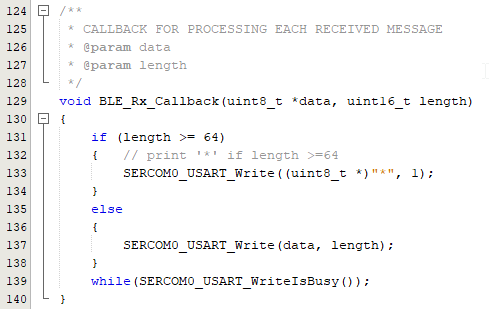 124 /**
125 * CALLBACK FOR PROCESSING EACH RECEIVED MESSAGE
126 * @param data
127 * @param length
128 */
129 void BLE_Rx_Callback(uint8_t *data, uint16_t length)
130 {
131 if (length >= 64)
132 { // print '*' if length >=64
133 SERCOM0_USART_Write((uint8_t *)"*", 1);
134 }
135 else
136 {
137 SERCOM0_USART_Write(data, length);
138 }
139 while(SERCOM0_USART_WriteIsBusy());
140 }